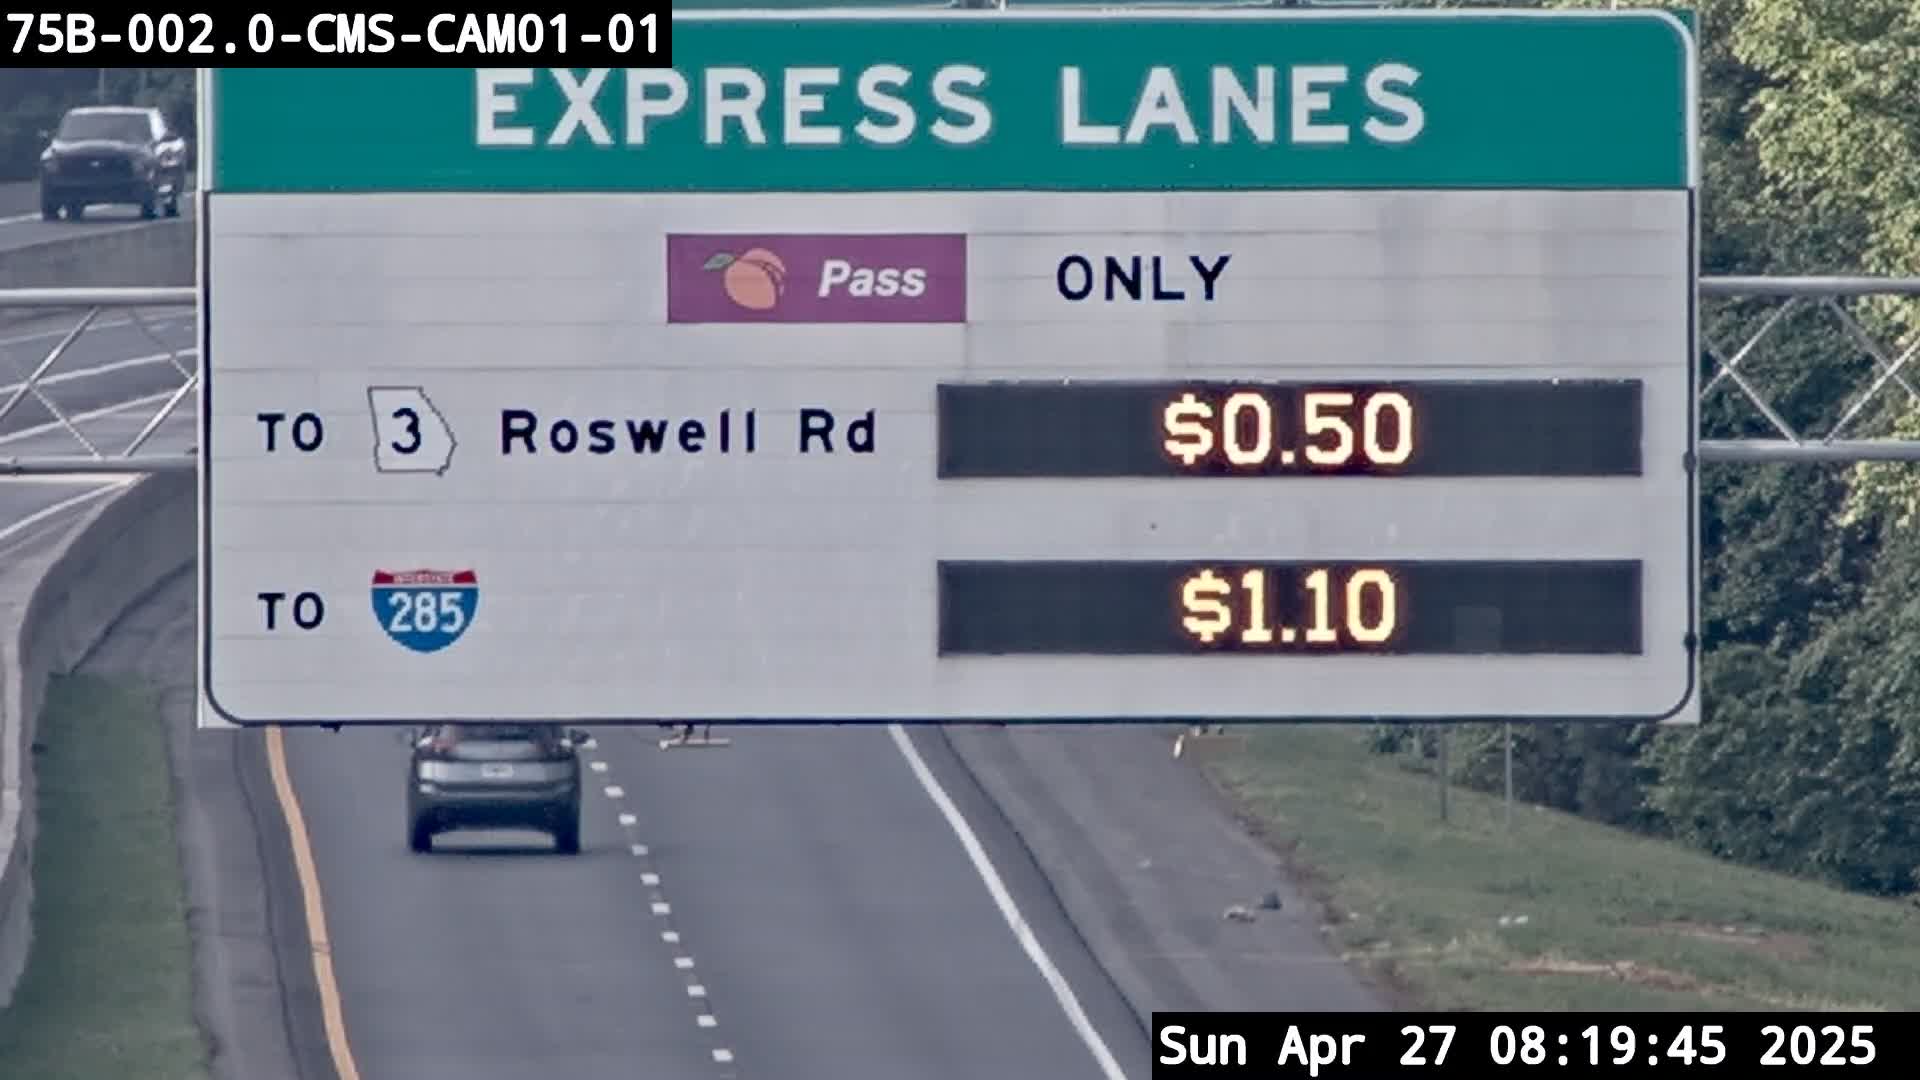 75B-002.0-CMS-CAM01-01
EXPRESS LANES
Pass ONLY
TO 3 Roswell Rd $0.50
TO INTERSTATE 285 $1.10
Sun Apr 27 08:19:45 2025